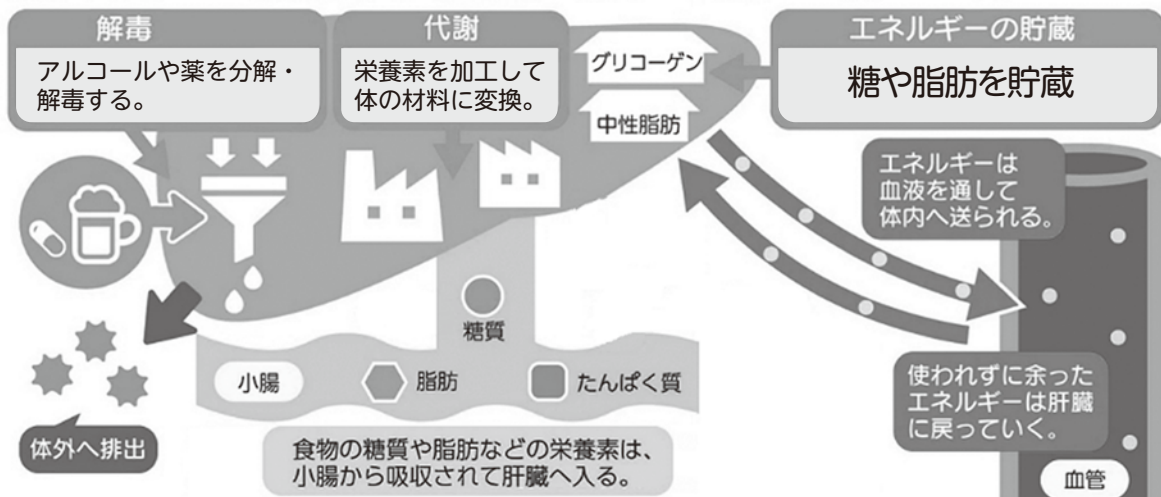 解毒
アルコールや薬を分解・
解毒する。
代謝
栄養素を加工して
体の材料に変換。
グリコーゲン
中性脂肪
エネルギーの貯蔵
糖や脂肪を貯蔵
エネルギーは
血液を通して
体内へ送られる。
糖質
小腸
脂肪
たんぱく質
使われずに余った
エネルギーは肝臓
に戻っていく。
体外へ排出
食物の糖質や脂肪などの栄養素は、
小腸から吸収されて肝臓へ入る。
血管